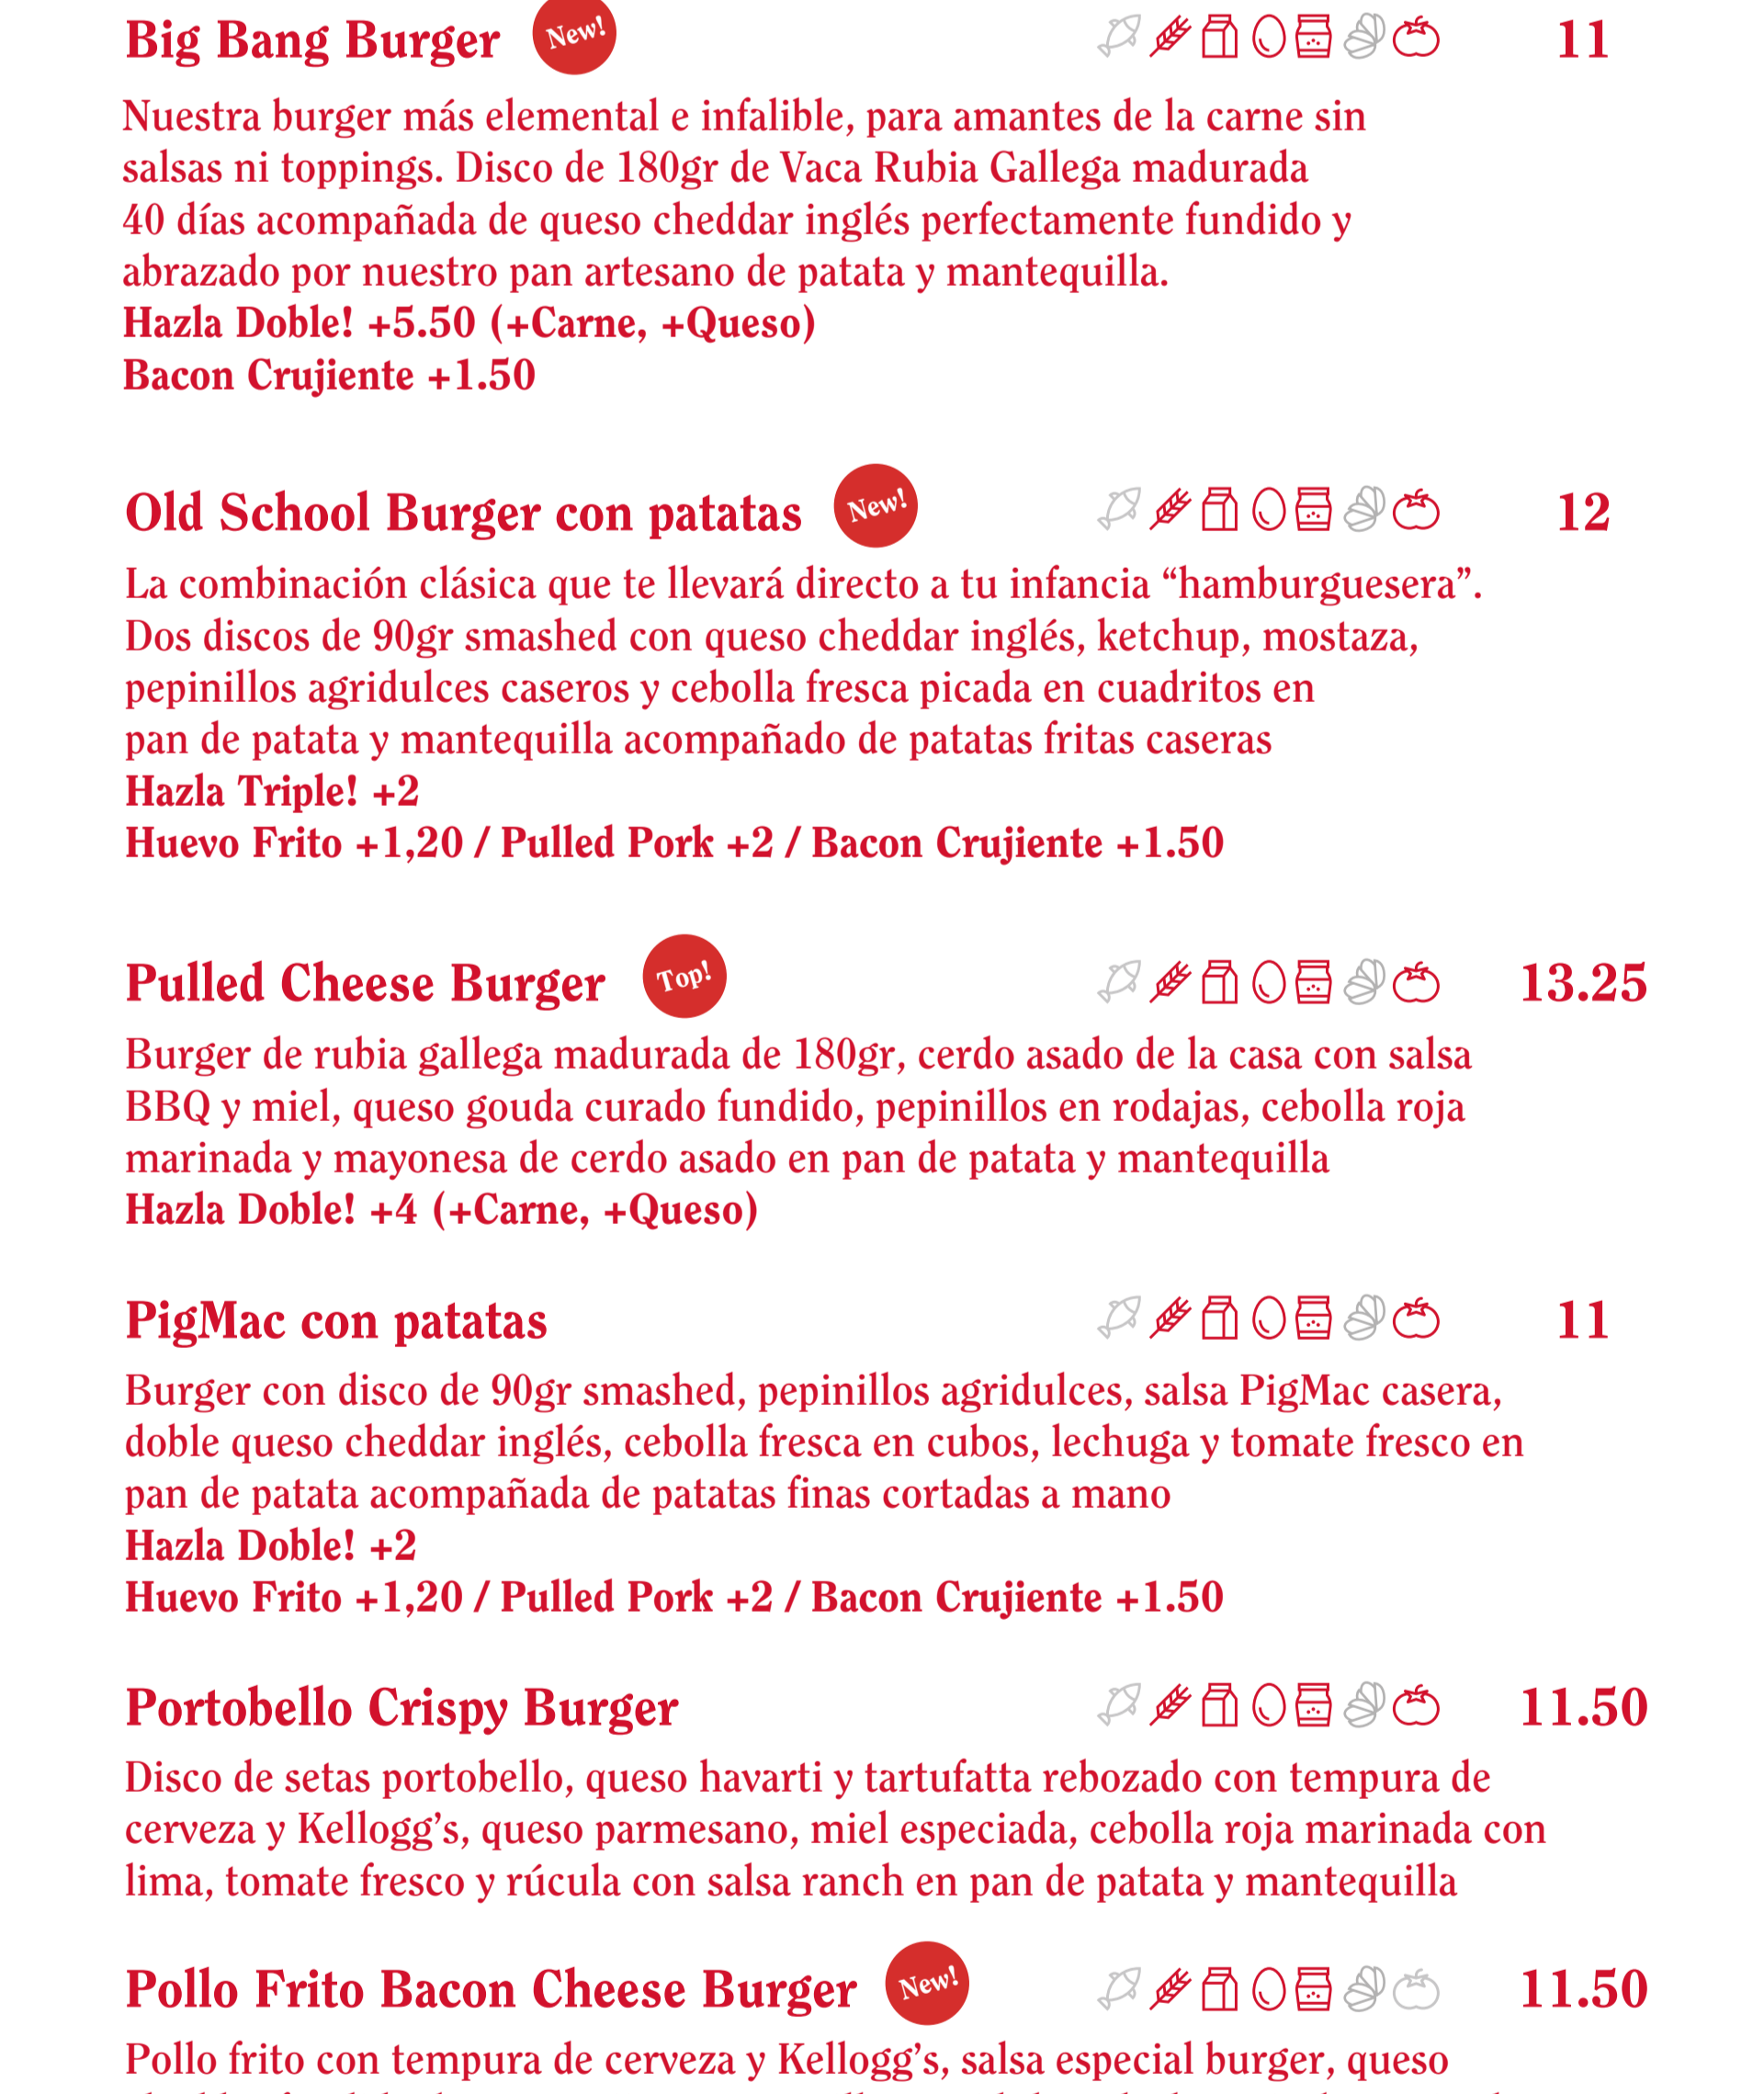 Big Bang Burger New! 11
Nuestra burger más elemental e infalible, para amantes de la carne sin
salsas ni toppings. Disco de 180gr de Vaca Rubia Gallega madurada
40 días acompañada de queso cheddar inglés perfectamente fundido y
abrazado por nuestro pan artesano de patata y mantequilla.
Hazla Doble! +5.50 (+Carne, +Queso)
Bacon Crujiente +1.50
Old School Burger con patatas New! 12
La combinación clásica que te llevará directo a tu infancia “hamburguesera”.
Dos discos de 90gr smashed con queso cheddar inglés, ketchup, mostaza,
pepinillos agridulces caseros y cebolla fresca picada en cuadritos en
pan de patata y mantequilla acompañado de patatas fritas caseras
Hazla Triple! +2
Huevo Frito +1,20 / Pulled Pork +2 / Bacon Crujiente +1.50
Pulled Cheese Burger Top! 13.25
Burger de rubia gallega madurada de 180gr, cerdo asado de la casa con salsa
BBQ y miel, queso gouda curado fundido, pepinillos en rodajas, cebolla roja
marinada y mayonesa de cerdo asado en pan de patata y mantequilla
Hazla Doble! +4 (+Carne, +Queso)
PigMac con patatas 11
Burger con disco de 90gr smashed, pepinillos agridulces, salsa PigMac casera,
doble queso cheddar inglés, cebolla fresca en cubos, lechuga y tomate fresco en
pan de patata acompañada de patatas finas cortadas a mano
Hazla Doble! +2
Huevo Frito +1,20 / Pulled Pork +2 / Bacon Crujiente +1.50
Portobello Crispy Burger 11.50
Disco de setas portobello, queso havarti y tartufatta rebozado con tempura de
cerveza y Kellogg’s, queso parmesano, miel especiada, cebolla roja marinada con
lima, tomate fresco y rúcula con salsa ranch en pan de patata y mantequilla
Pollo Frito Bacon Cheese Burger New! 11.50
Pollo frito con tempura de cerveza y Kellogg’s, salsa especial burger, queso